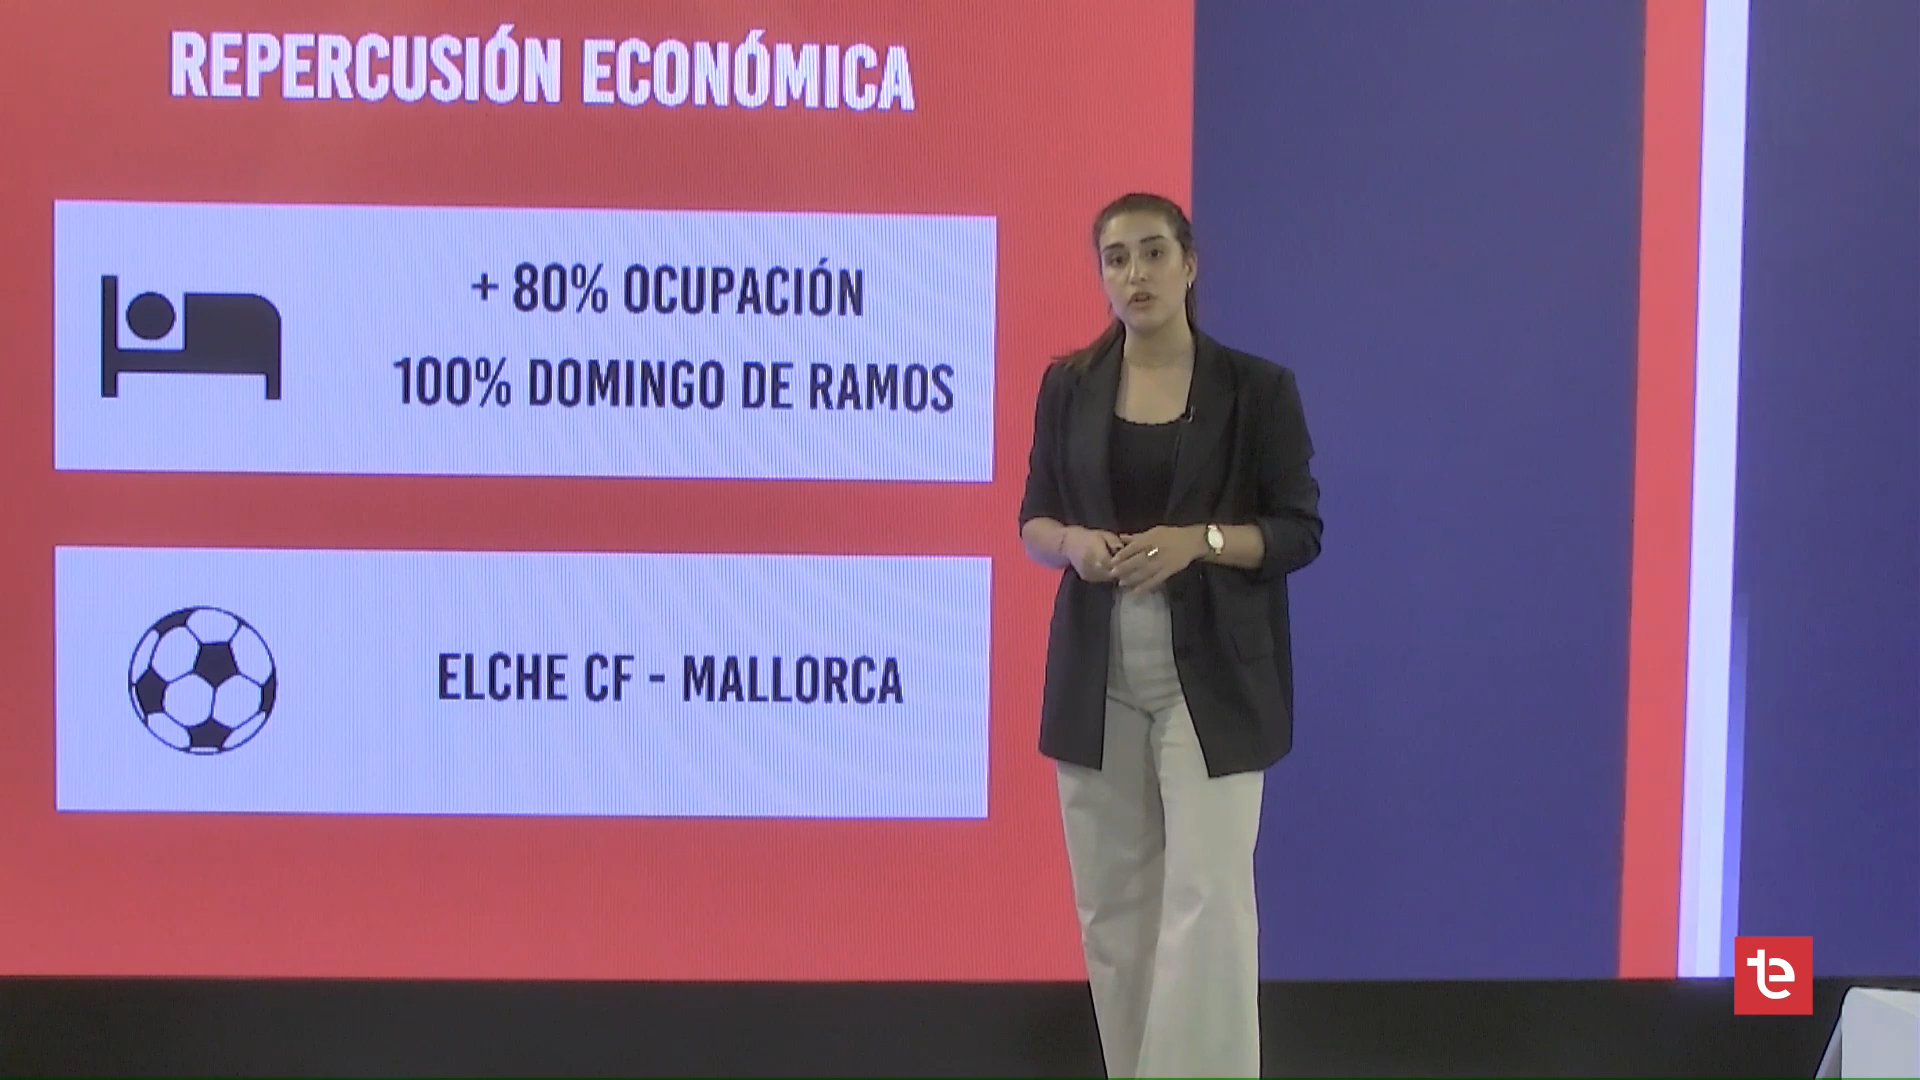 REPERCUSIÓN ECONÓMICA
+ 80% OCUPACIÓN
100% DOMINGO DE RAMOS
ELCHE CF - MALLORCA
te